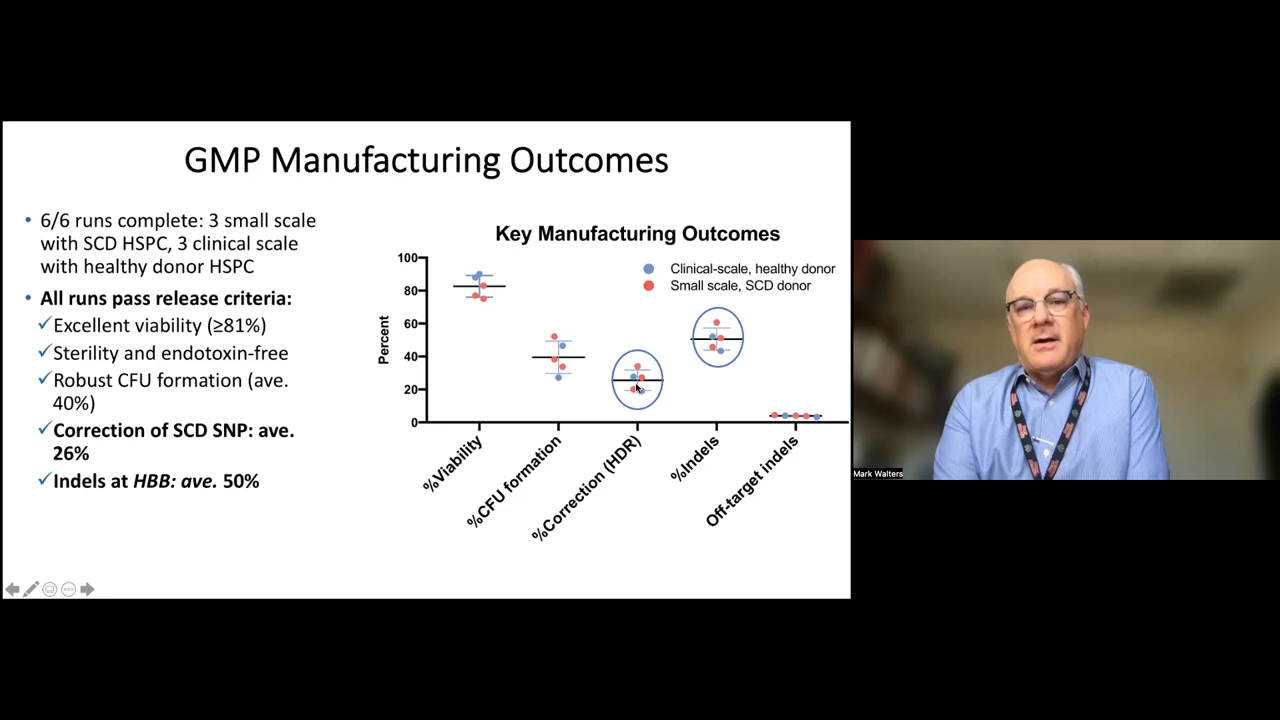 GMP Manufacturing Outcomes
• 6/6 runs complete: 3 small scale
with SCD HSPC, 3 clinical scale
with healthy donor HSPC
• All runs pass release criteria:
✓Excellent viability (≥81%)
✓Sterility and endotoxin-free
✓Robust CFU formation (ave.
40%)
✓Correction of SCD SNP: ave.
26%
✓Indels at HBB: ave. 50%
Key Manufacturing Outcomes
Clinical-scale, healthy donor
Small scale, SCD donor
Percent
100
80
60
40
20
0
%Viability
%CFU formation
%Correction (HDR)
%Indels
Off-target indels
Mark Walters